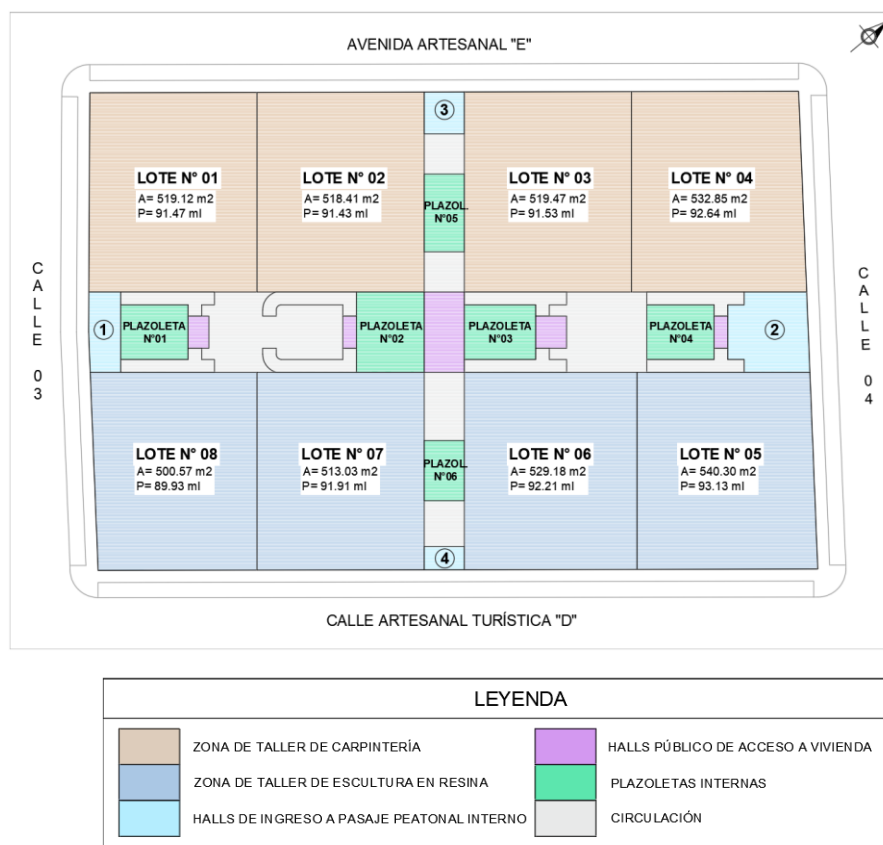 AVENIDA ARTESANAL "E"
3
LOTE N° 01
A= 519.12 m2
P= 91.47 ml
LOTE N° 02
A= 518.41 m2
P= 91.43 ml
PLAZOL.
N°05
LOTE N° 03
A= 519.47 m2
P= 91.53 ml
LOTE N° 04
A= 532.85 m2
P= 92.64 ml
CALLE 03
1
PLAZOLETA
N°01
PLAZOLETA
N°02
PLAZOLETA
N°03
PLAZOLETA
N°04
2
CALLE 04
LOTE N° 08
A= 500.57 m2
P= 89.93 ml
LOTE N° 07
A= 513.03 m2
P= 91.91 ml
PLAZOL.
N°06
LOTE N° 06
A= 529.18 m2
P= 92.21 ml
LOTE N° 05
A= 540.30 m2
P= 93.13 ml
4
CALLE ARTESANAL TURÍSTICA "D"
LEYENDA
ZONA DE TALLER DE CARPINTERÍA
ZONA DE TALLER DE ESCULTURA EN RESINA
HALLS DE INGRESO A PASAJE PEATONAL INTERNO
HALLS PÚBLICO DE ACCESO A VIVIENDA
PLAZOLETAS INTERNAS
CIRCULACIÓN